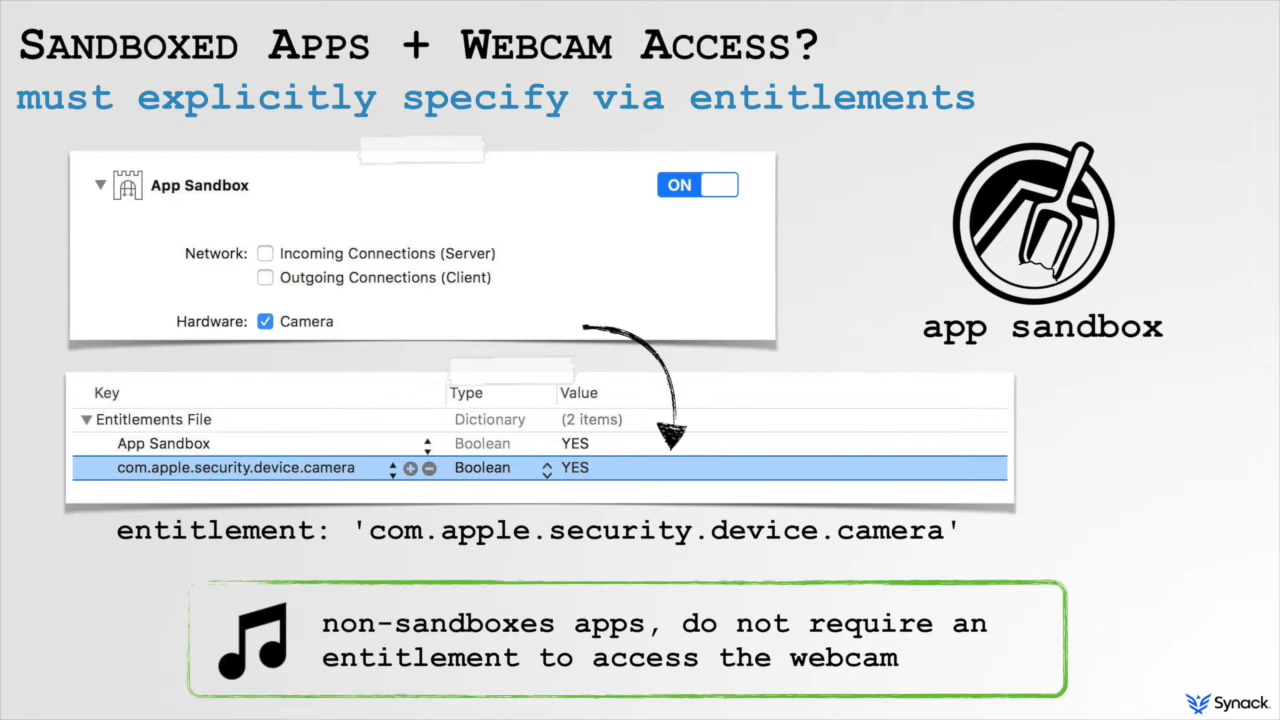 Sandboxed Apps + Webcam Access?
must explicitly specify via entitlements
App Sandbox
ON
Network: Incoming Connections (Server)
Outgoing Connections (Client)
Hardware: Camera
app sandbox
Key Type Value
Entitlements File Dictionary (2 items)
App Sandbox Boolean YES
com.apple.security.device.camera Boolean YES
entitlement: 'com.apple.security.device.camera'
non-sandboxes apps, do not require an
entitlement to access the webcam
Synack.